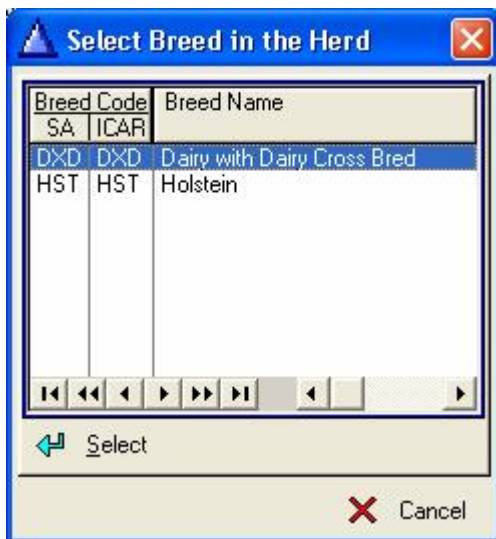 Select Breed in the Herd
Breed Code Breed Name
SA ICAR
DXD DXD Dairy with Dairy Cross Bred
HST HST Holstein
Select
Cancel